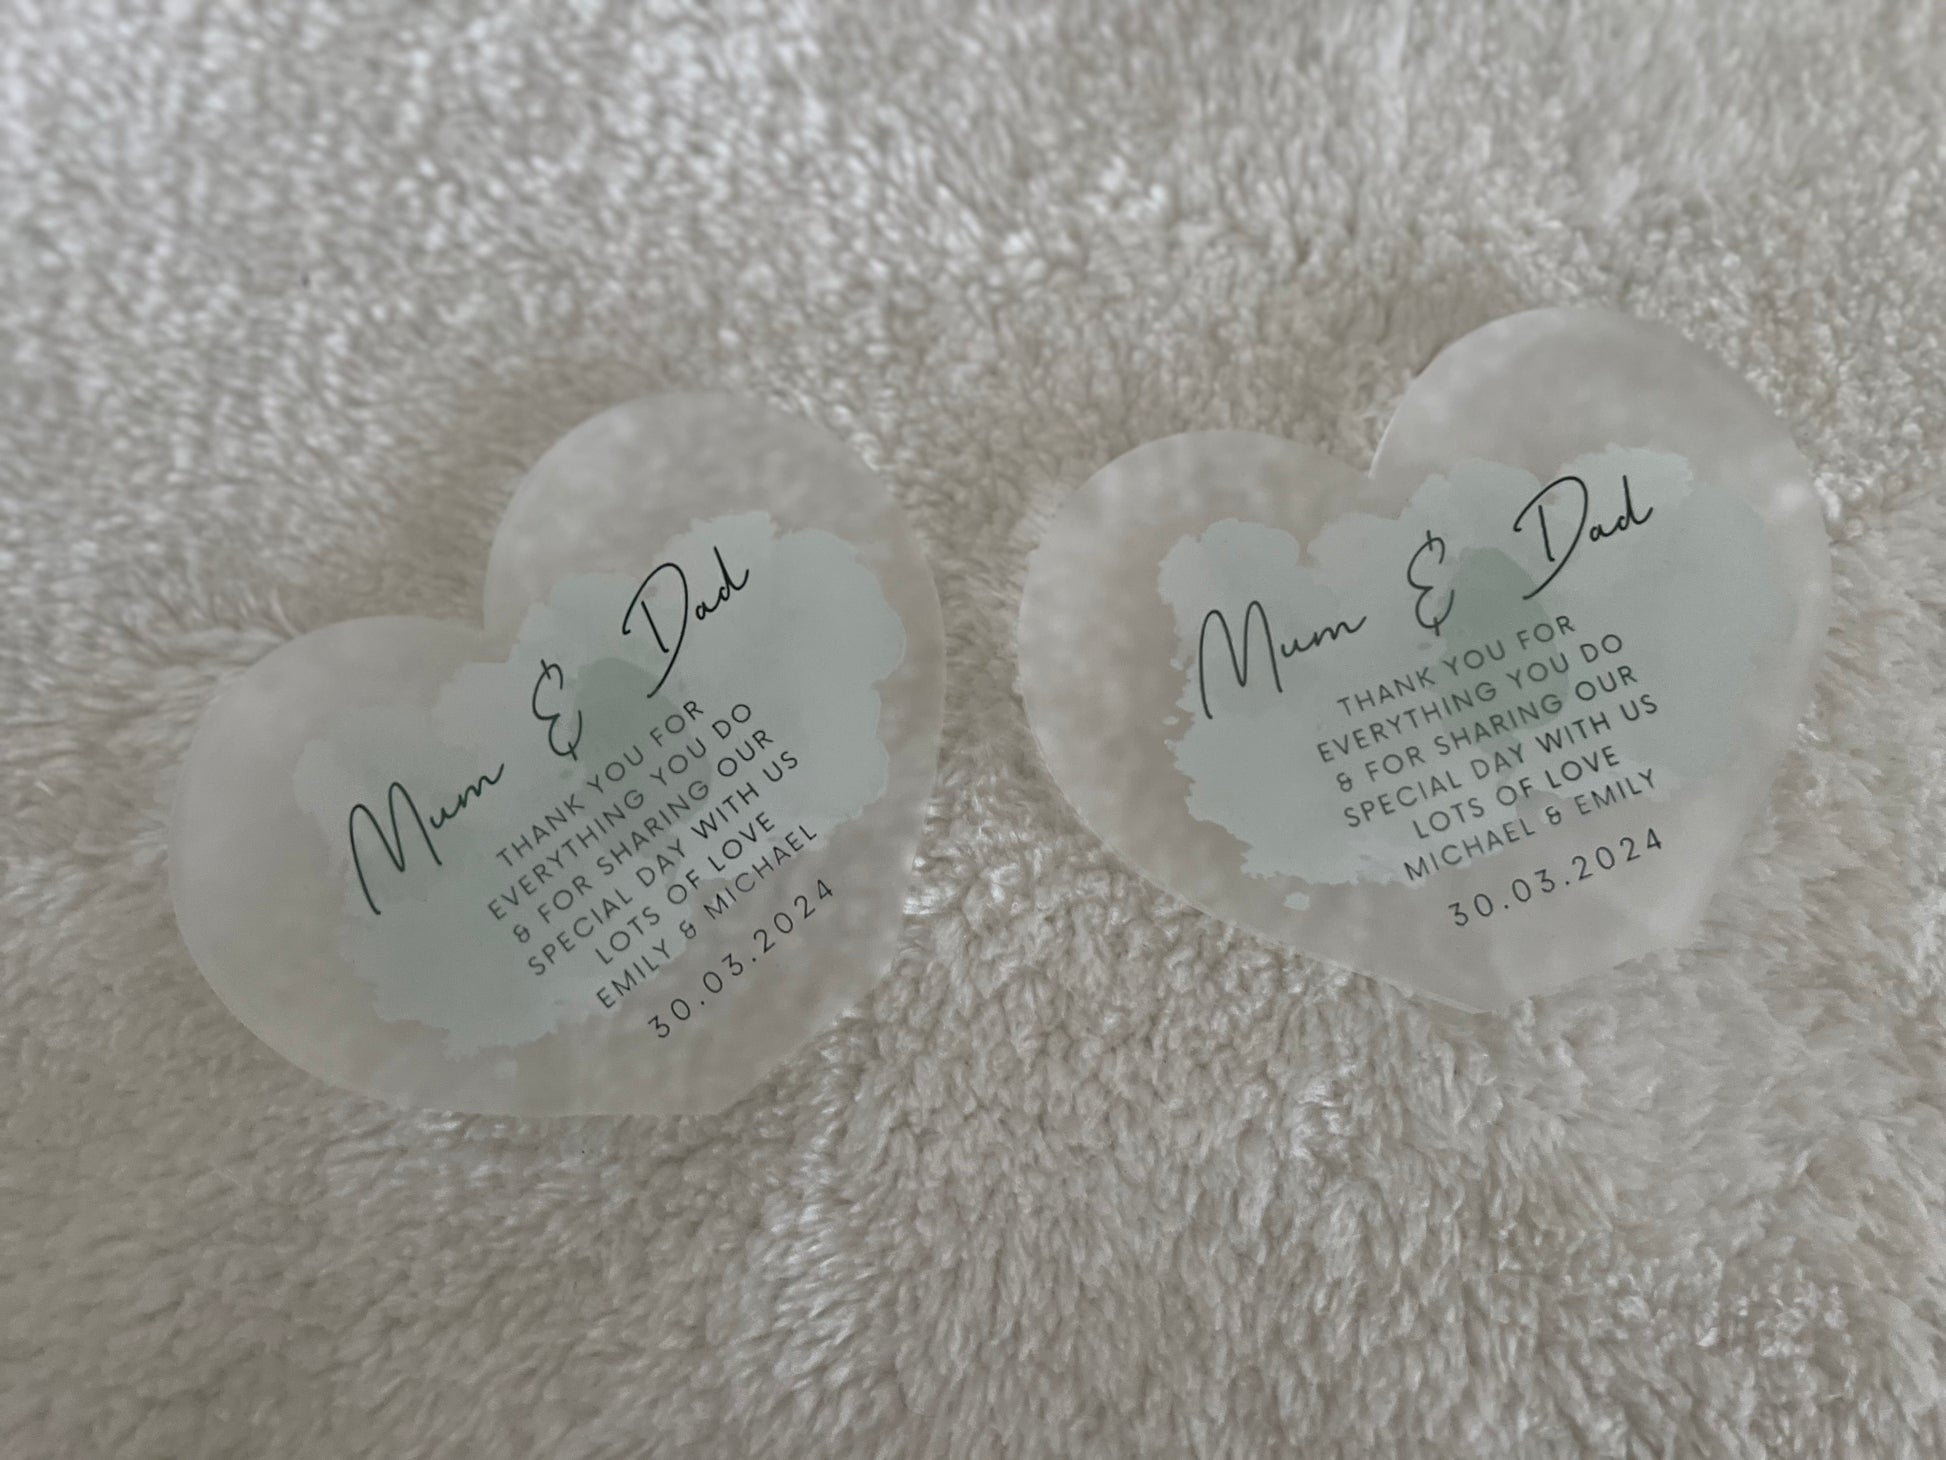 Mum & Dad
THANK YOU FOR
EVERYTHING YOU DO
& FOR SHARING OUR
SPECIAL DAY WITH US
LOTS OF LOVE
EMILY & MICHAEL
30.03.2024
Mum & Dad
THANK YOU FOR
EVERYTHING YOU DO
& FOR SHARING OUR
SPECIAL DAY WITH US
LOTS OF LOVE
MICHAEL & EMILY
30.03.2024